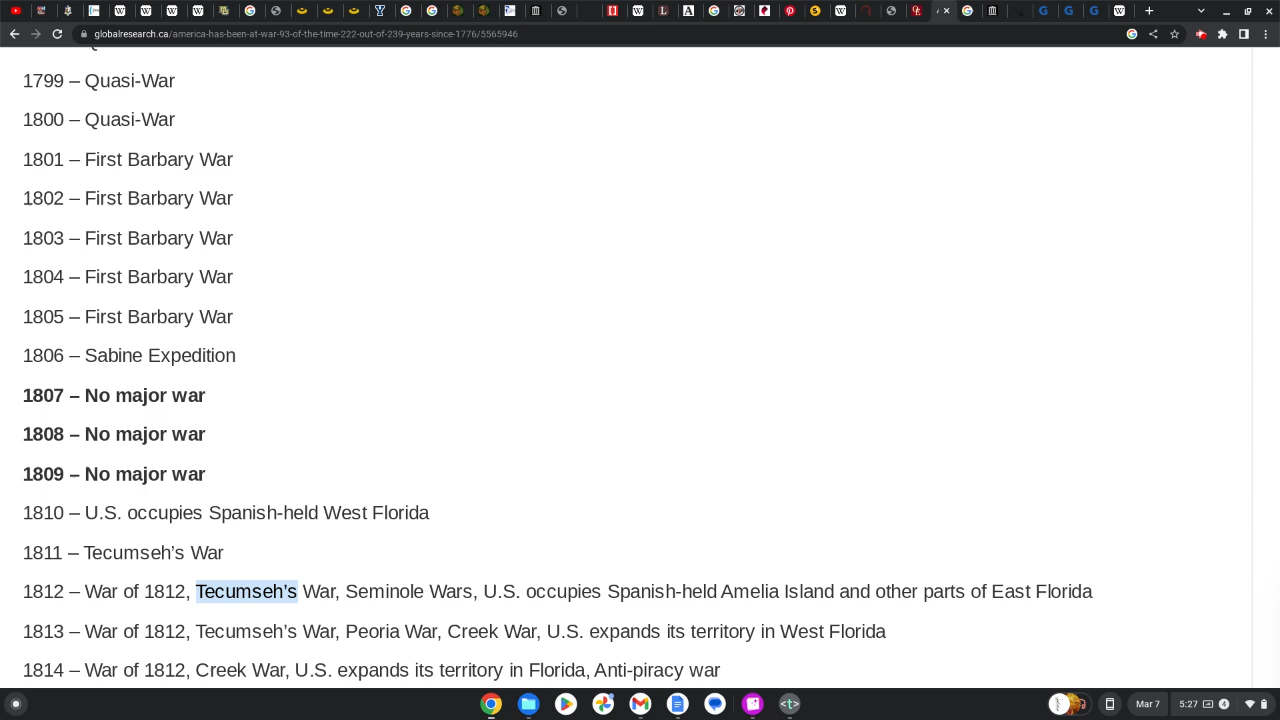 globalresearch.ca/america-has-been-at-war-93-of-the-time-222-out-of-239-years-since-1776/5565946
1799 – Quasi-War
1800 – Quasi-War
1801 – First Barbary War
1802 – First Barbary War
1803 – First Barbary War
1804 – First Barbary War
1805 – First Barbary War
1806 – Sabine Expedition
1807 – No major war
1808 – No major war
1809 – No major war
1810 – U.S. occupies Spanish-held West Florida
1811 – Tecumseh’s War
1812 – War of 1812, Tecumseh’s War, Seminole Wars, U.S. occupies Spanish-held Amelia Island and other parts of East Florida
1813 – War of 1812, Tecumseh’s War, Peoria War, Creek War, U.S. expands its territory in West Florida
1814 – War of 1812, Creek War, U.S. expands its territory in Florida, Anti-piracy war
Mar 7 5:27 4